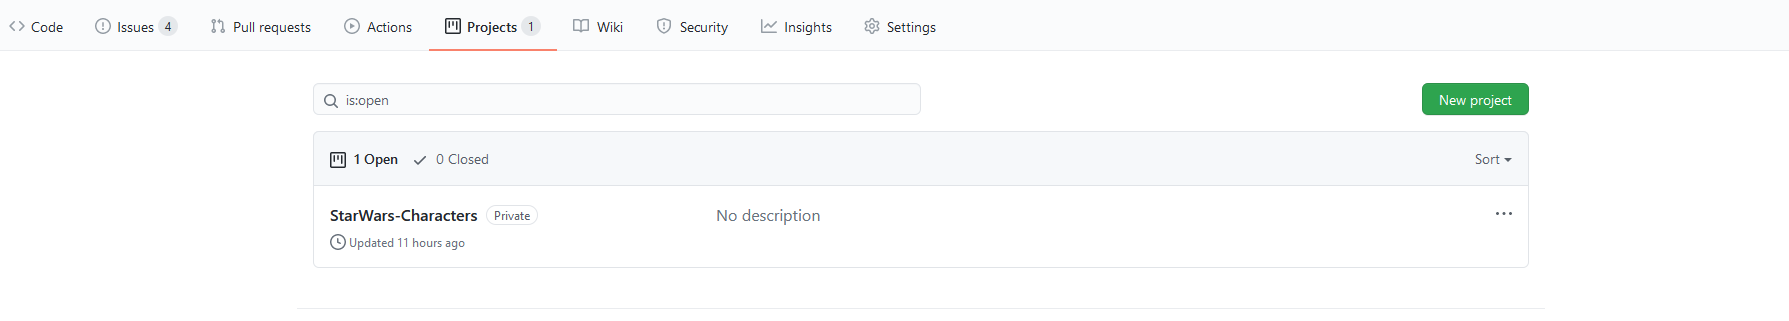 Code Issues 4 Pull requests Actions Projects 1 Wiki Security Insights Settings
is:open New project
1 Open 0 Closed Sort
StarWars-Characters Private No description
Updated 11 hours ago